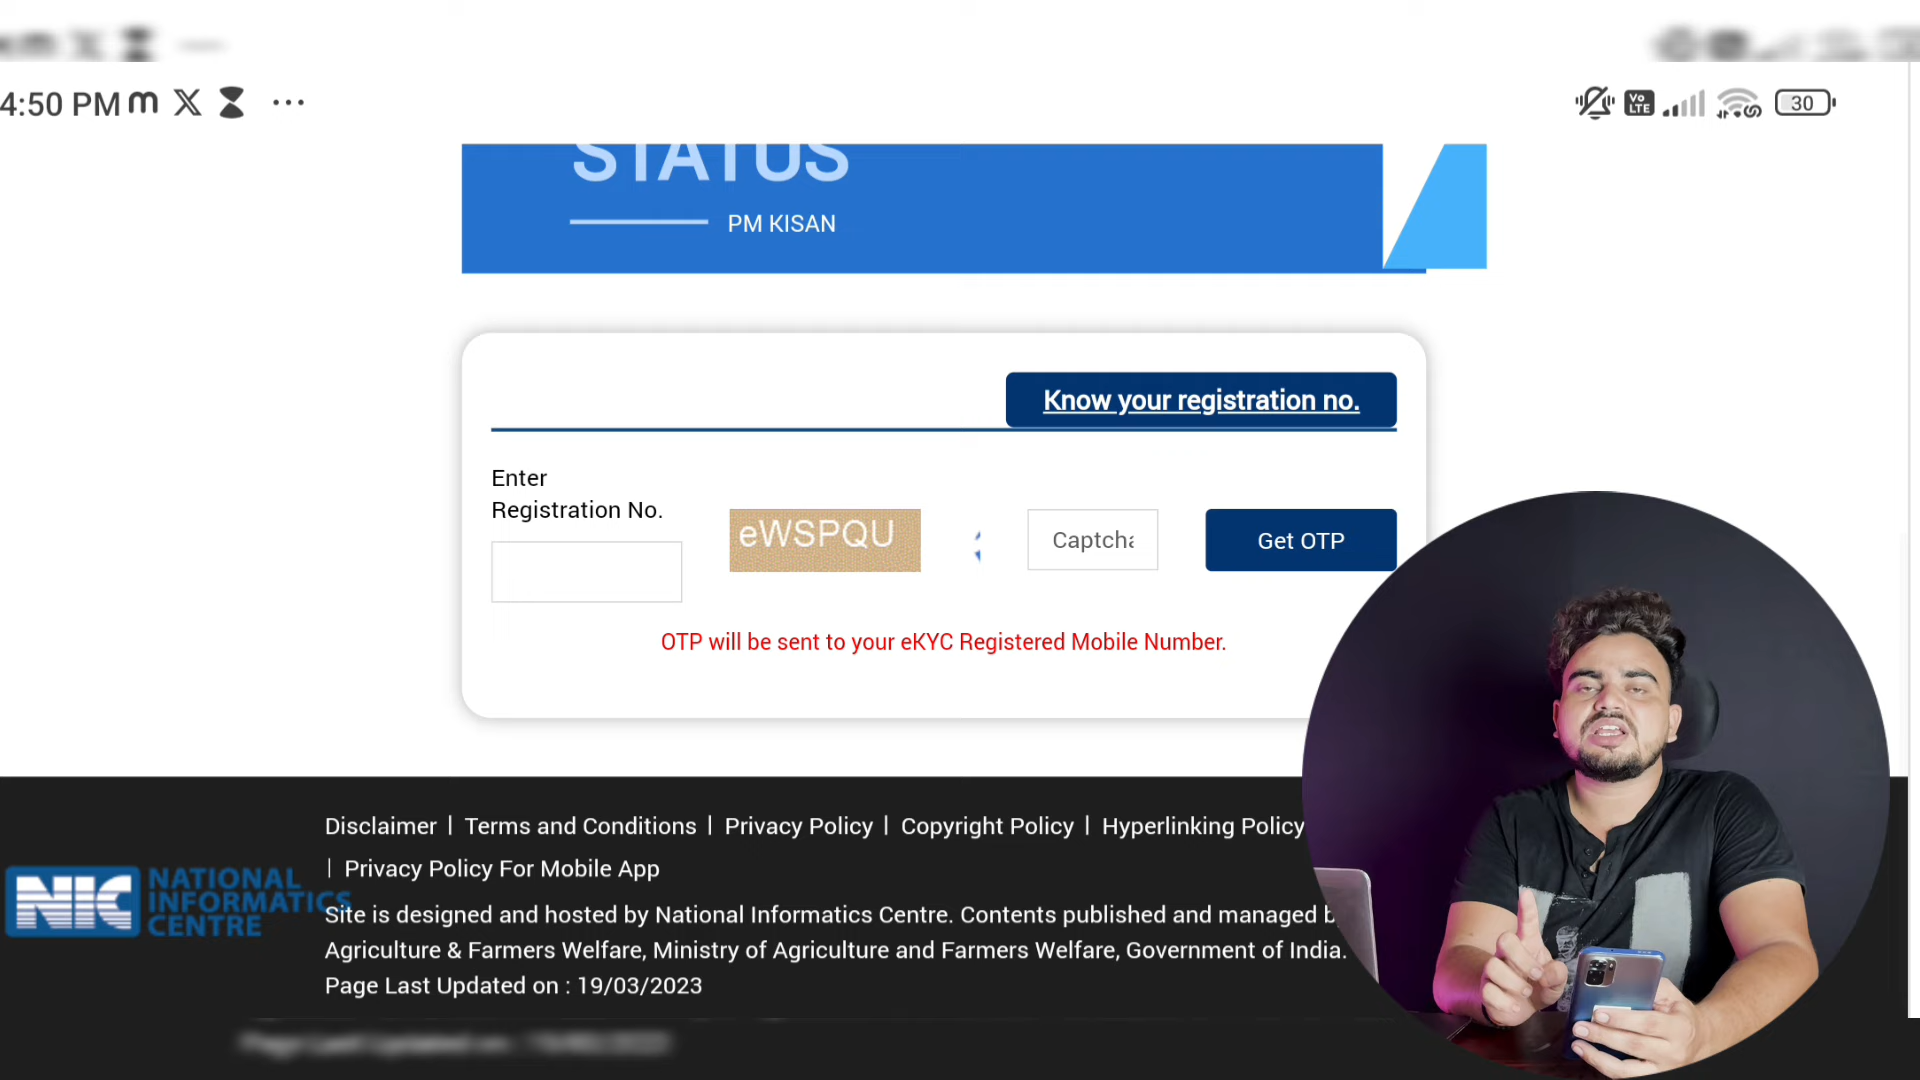 4:50 PM
Vo LTE
30
STATUS
PM KISAN
Know your registration no.
Enter
Registration No.
eWSPQU
Captcha
Get OTP
OTP will be sent to your eKYC Registered Mobile Number.
Disclaimer | Terms and Conditions | Privacy Policy | Copyright Policy | Hyperlinking Policy
| Privacy Policy For Mobile App
NIC NATIONAL INFORMATICS CENTRE
Site is designed and hosted by National Informatics Centre. Contents published and managed
Agriculture & Farmers Welfare, Ministry of Agriculture and Farmers Welfare, Government of India.
Page Last Updated on : 19/03/2023